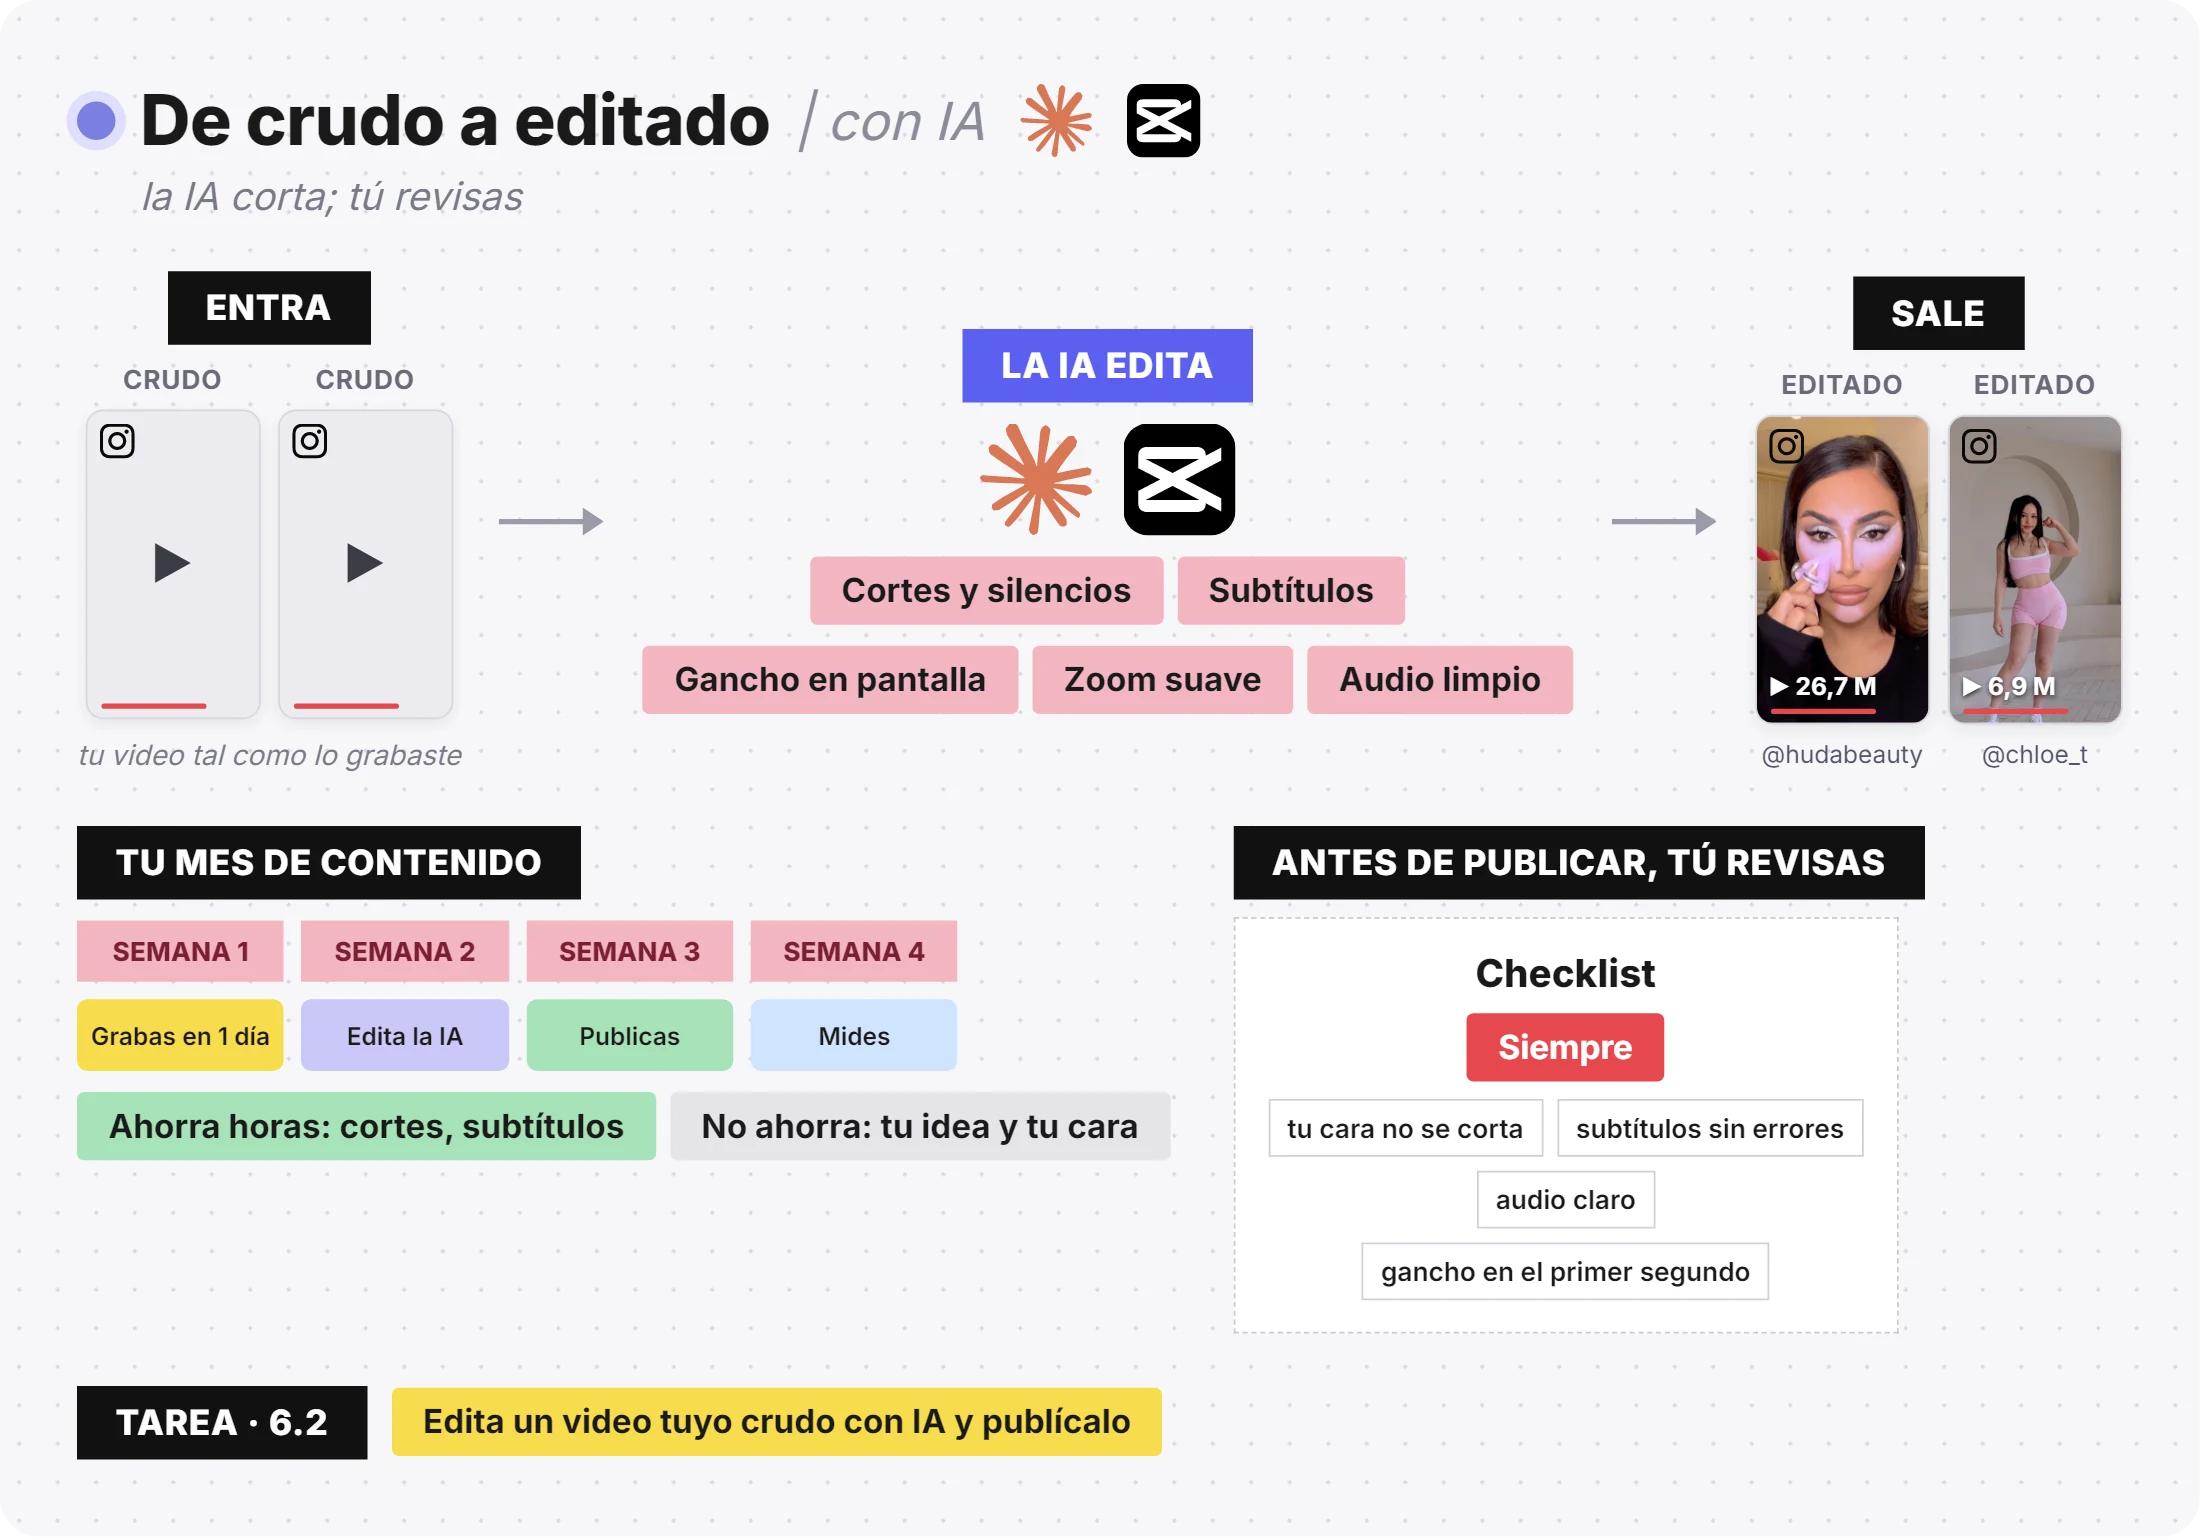 De crudo a editado / con IA
la IA corta; tú revisas
ENTRA
CRUDO CRUDO
tu video tal como lo grabaste
LA IA EDITA
Cortes y silencios Subtítulos
Gancho en pantalla Zoom suave Audio limpio
SALE
EDITADO EDITADO
26,7 M 6,9 M
@hudabeauty @chloe_t
TU MES DE CONTENIDO
SEMANA 1 SEMANA 2 SEMANA 3 SEMANA 4
Grabas en 1 día Edita la IA Publicas Mides
Ahorra horas: cortes, subtítulos No ahorra: tu idea y tu cara
ANTES DE PUBLICAR, TÚ REVISAS
Checklist
Siempre
tu cara no se corta subtítulos sin errores
audio claro
gancho en el primer segundo
TAREA · 6.2 Edita un video tuyo crudo con IA y publícalo